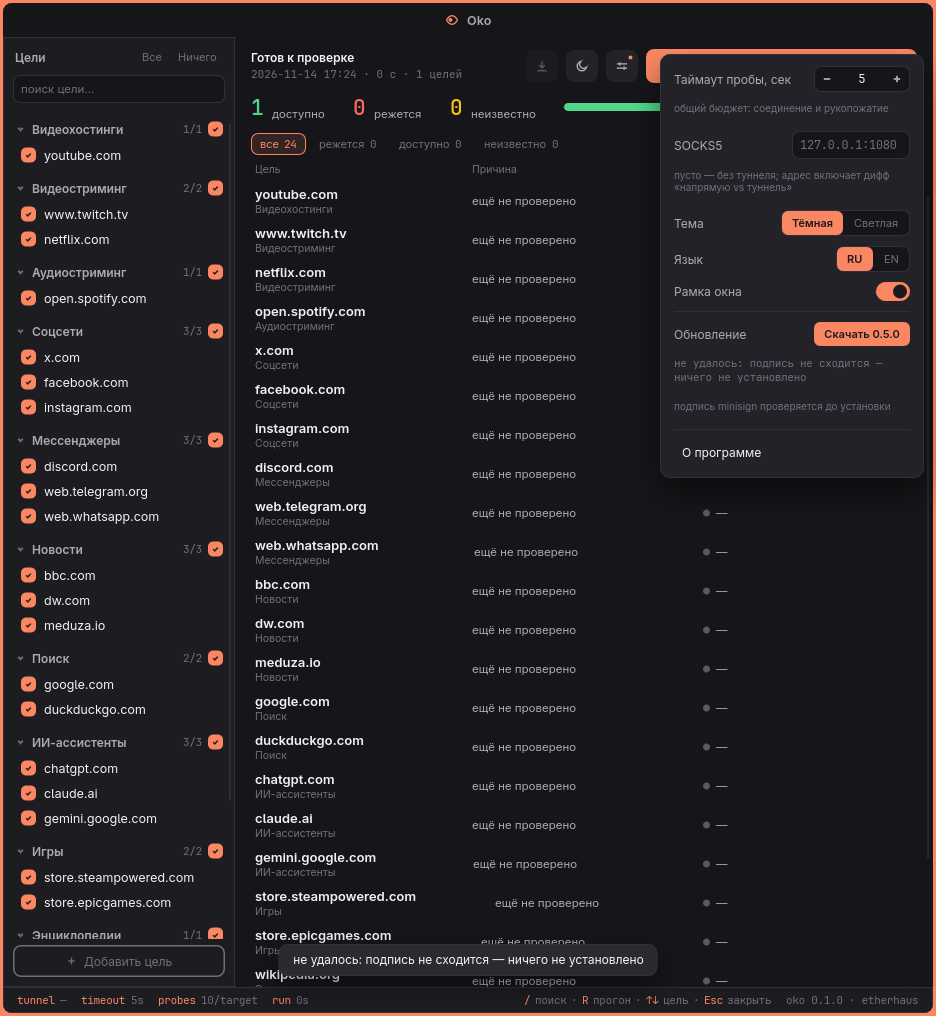 Oko
Цели
Все
Ничего
поиск цели...
Видеохостинги 1/1
youtube.com
Видеостриминг 2/2
www.twitch.tv
netflix.com
Аудиостриминг 1/1
open.spotify.com
Соцсети 3/3
x.com
facebook.com
instagram.com
Мессенджеры 3/3
discord.com
web.telegram.org
web.whatsapp.com
Новости 3/3
bbc.com
dw.com
meduza.io
Поиск 2/2
google.com
duckduckgo.com
ИИ-ассистенты 3/3
chatgpt.com
claude.ai
gemini.google.com
Игры 2/2
store.steampowered.com
store.epicgames.com
Энциклопедии 1/1
+ Добавить цель
Готов к проверке
2026-11-14 17:24 · 0 с · 1 целей
1 доступно 0 режется 0 неизвестно
все 24 режется 0 доступно 0 неизвестно 0
Цель Причина
youtube.com
Видеохостинги
ещё не проверено
www.twitch.tv
Видеостриминг
ещё не проверено
netflix.com
Видеостриминг
ещё не проверено
open.spotify.com
Аудиостриминг
ещё не проверено
x.com
Соцсети
ещё не проверено
facebook.com
Соцсети
ещё не проверено
instagram.com
Соцсети
ещё не проверено
discord.com
Мессенджеры
ещё не проверено
web.telegram.org
Мессенджеры
ещё не проверено —
web.whatsapp.com
Мессенджеры
ещё не проверено —
bbc.com
Новости
ещё не проверено —
dw.com
Новости
ещё не проверено —
meduza.io
Новости
ещё не проверено —
google.com
Поиск
ещё не проверено —
duckduckgo.com
Поиск
ещё не проверено —
chatgpt.com
ИИ-ассистенты
ещё не проверено —
claude.ai
ИИ-ассистенты
ещё не проверено —
gemini.google.com
ИИ-ассистенты
ещё не проверено —
store.steampowered.com
Игры
ещё не проверено —
store.epicgames.com
Игры
ещё не проверено —
wikipedia.org
ещё не проверено —
Таймаут пробы, сек − 5 +
общий бюджет: соединение и рукопожатие
SOCKS5 127.0.0.1:1080
пусто — без туннеля; адрес включает дифф
«напрямую vs туннель»
Тема Тёмная Светлая
Язык RU EN
Рамка окна
Обновление Скачать 0.5.0
не удалось: подпись не сходится —
ничего не установлено
подпись minisign проверяется до установки
О программе
не удалось: подпись не сходится — ничего не установлено
tunnel — timeout 5s probes 10/target run 0s
/ поиск · R прогон · ↑↓ цель · Esc закрыть oko 0.1.0 · etherhaus